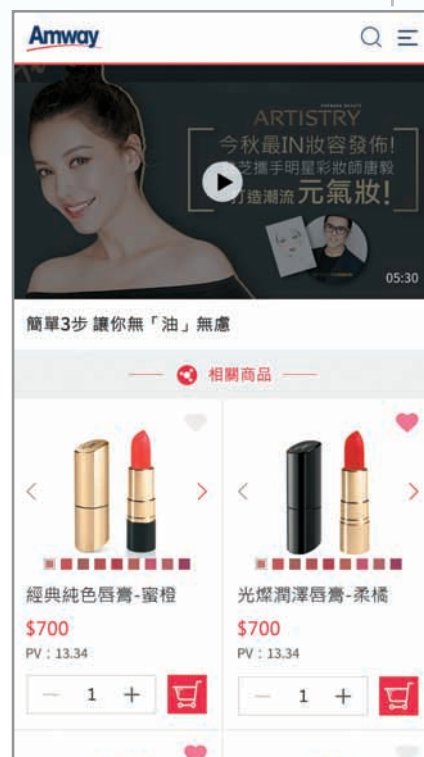 Amway
ARTISTRY
今秋最IN妝容發佈!
芝攜手明星彩妝師唐毅
打造潮流元氣妝!
05:30
簡單3步 讓你無「油」無慮
相關商品
經典純色唇膏-蜜橙
$700
PV：13.34
1
光燦潤澤唇膏-柔橘
$700
PV：13.34
1